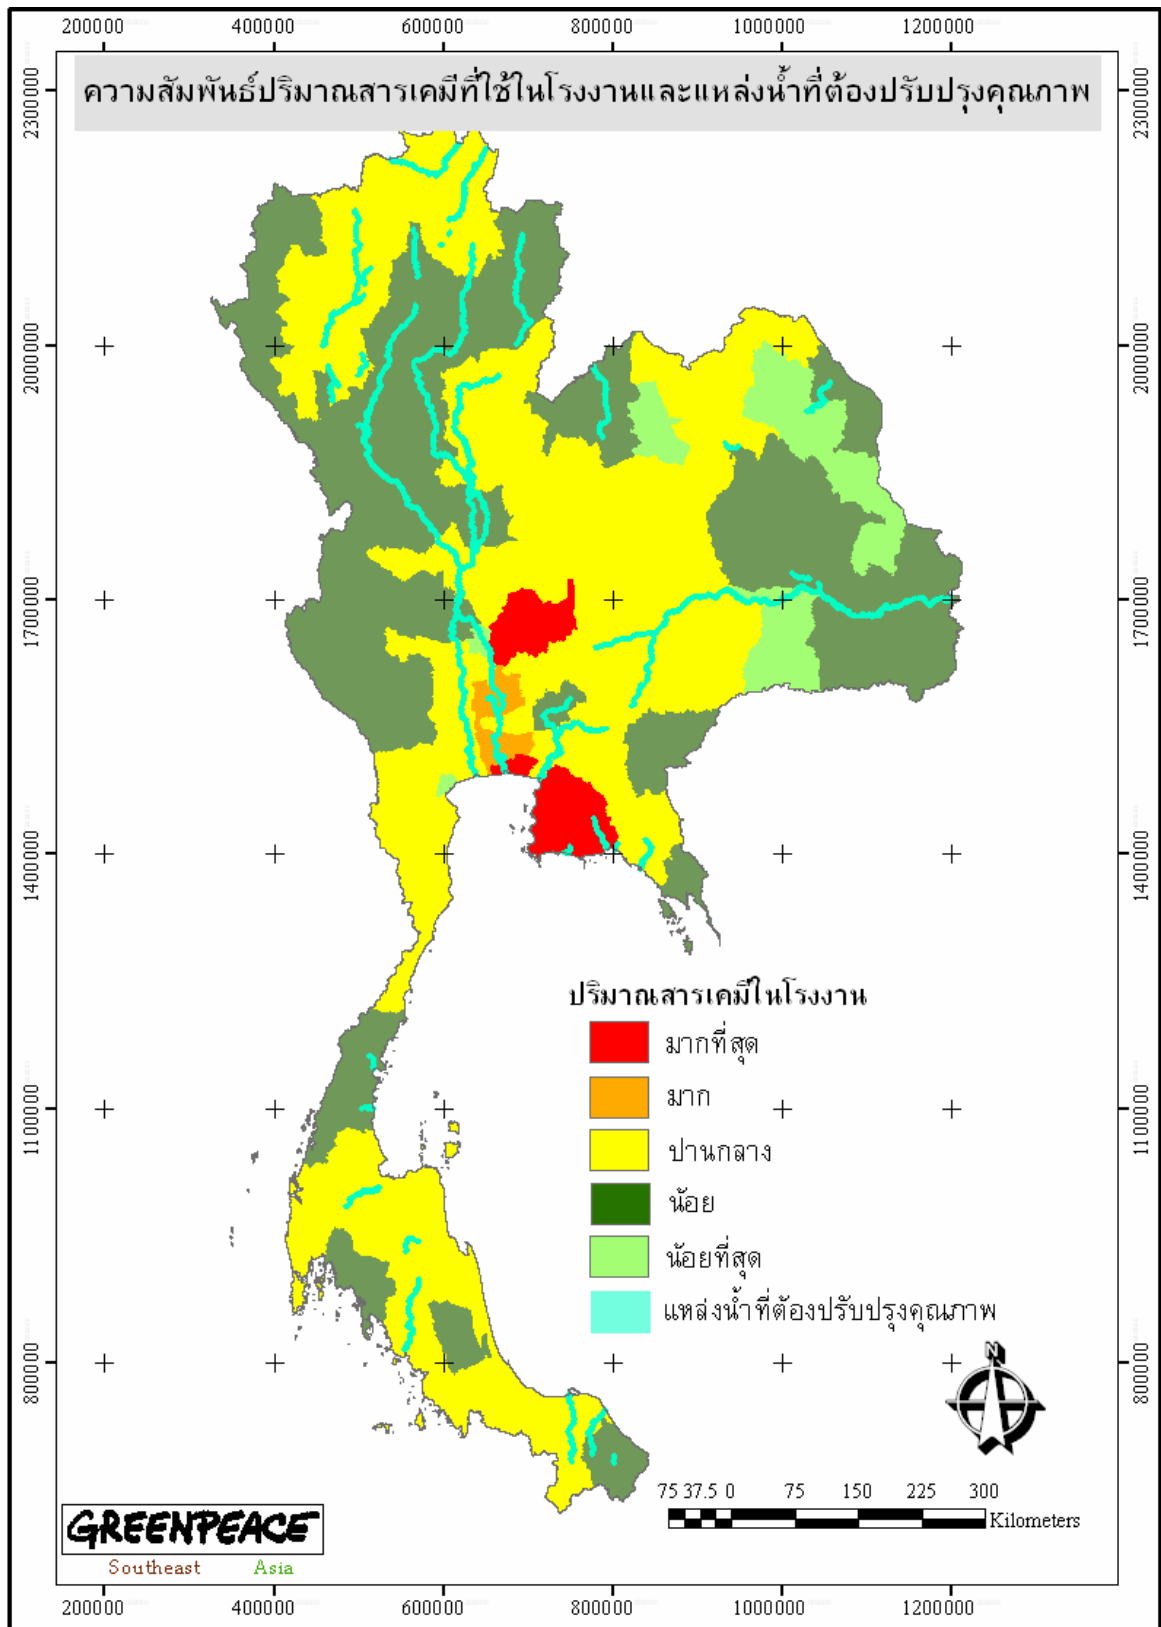 200000 400000 600000 800000 1000000 1200000
ความสัมพันธ์ปริมาณสารเคมีที่ใช้ในโรงงานและแหล่งน้ำที่ต้องปรับปรุงคุณภาพ
2300000 2300000
2000000 2000000
1700000 1700000
1400000 1400000
ปริมาณสารเคมีในโรงงาน
มากที่สุด
มาก
1100000 1100000
ปานกลาง
น้อย
น้อยที่สุด
แหล่งน้ำที่ต้องปรับปรุงคุณภาพ
N
800000 800000
75 37.5 0 75 150 225 300
Kilometers
GREENPEACE
Southeast Asia
200000 400000 600000 800000 1000000 1200000